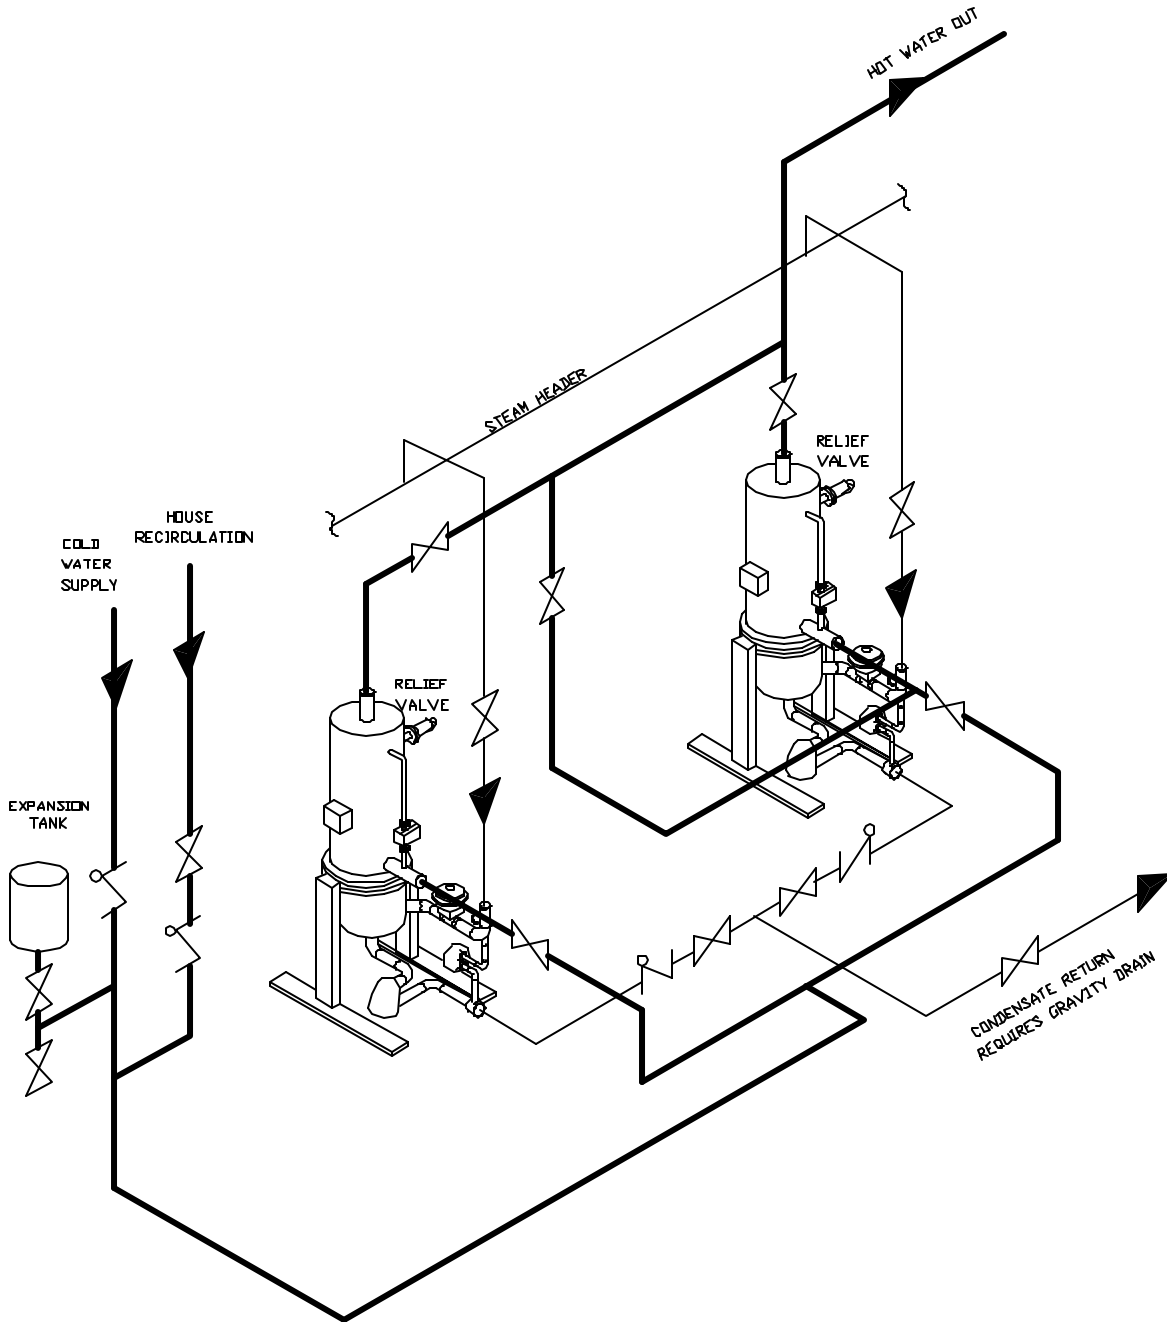 HOT WATER OUT
STEAM HEADER
RELIEF
VALVE
HOUSE
RECIRCULATION
COLD
WATER
SUPPLY
RELIEF
VALVE
EXPANSION
TANK
CONDENSATE RETURN
REQUIRES GRAVITY DRAIN